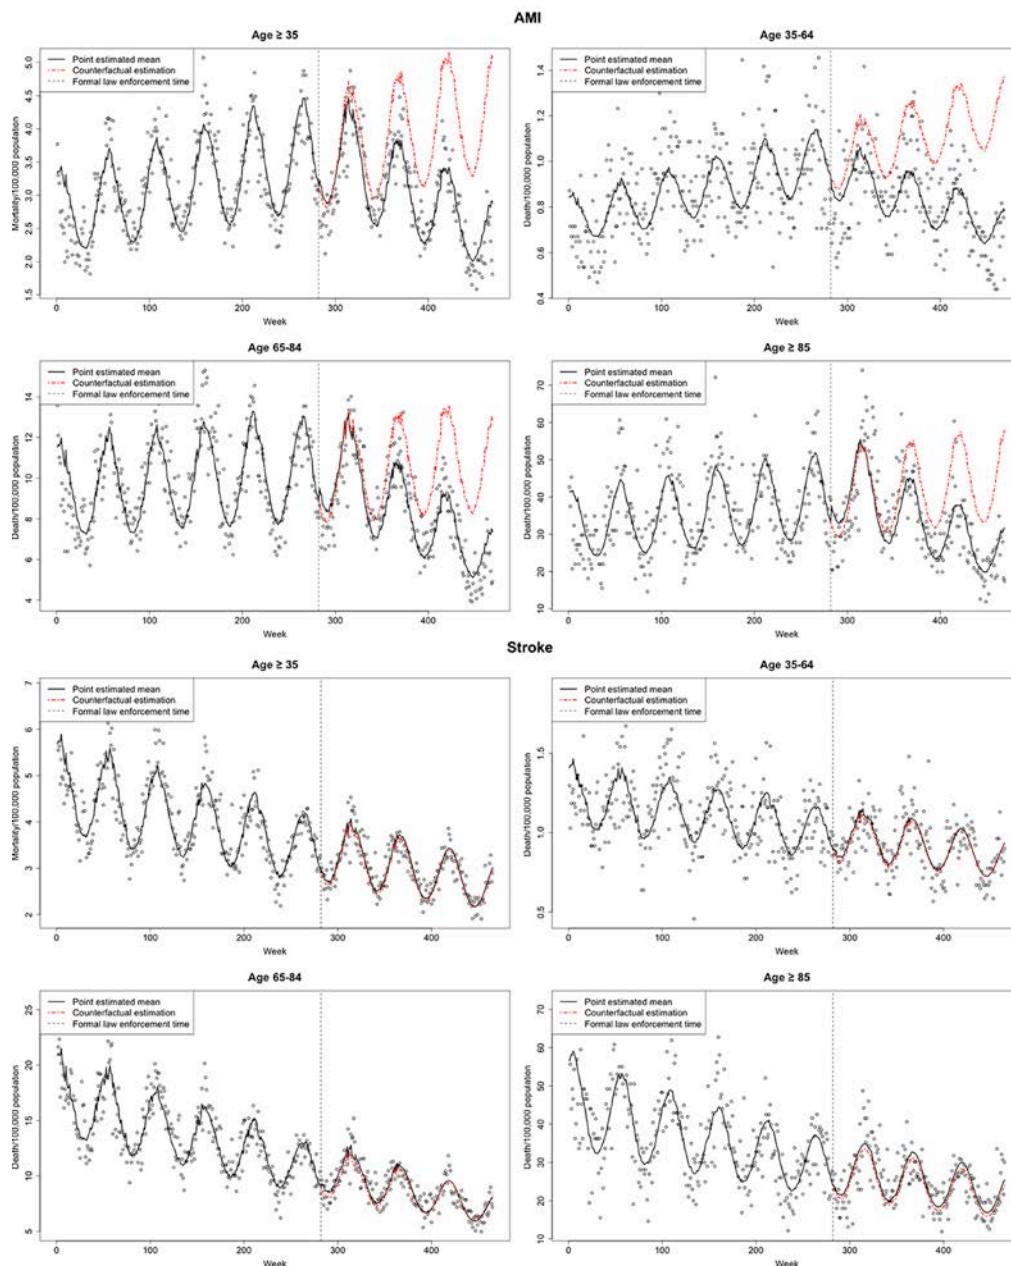 AMI
Age ≥ 35
Point estimated mean
Counterfactual estimation
Formal law enforcement time
Mortality/100,000 population
5.0
4.5
4.0
3.5
3.0
2.5
2.0
1.5
0 100 200 300 400
Week
Age 35-64
Point estimated mean
Counterfactual estimation
Formal law enforcement time
Death/100,000 population
1.4
1.2
1.0
0.8
0.6
0.4
0 100 200 300 400
Week
Age 65-84
Point estimated mean
Counterfactual estimation
Formal law enforcement time
Death/100,000 population
14
12
10
8
6
4
0 100 200 300 400
Week
Age ≥ 85
Point estimated mean
Counterfactual estimation
Formal law enforcement time
Death/100,000 population
70
60
50
40
30
20
10
0 100 200 300 400
Week
Stroke
Age ≥ 35
Point estimated mean
Counterfactual estimation
Formal law enforcement time
Mortality/100,000 population
7
6
5
4
3
2
0 100 200 300 400
Week
Age 35-64
Point estimated mean
Counterfactual estimation
Formal law enforcement time
Death/100,000 population
1.5
1.0
0.5
0 100 200 300 400
Week
Age 65-84
Point estimated mean
Counterfactual estimation
Formal law enforcement time
Death/100,000 population
25
20
15
10
5
0 100 200 300 400
Week
Age ≥ 85
Point estimated mean
Counterfactual estimation
Formal law enforcement time
Death/100,000 population
70
60
50
40
30
20
10
0 100 200 300 400
Week